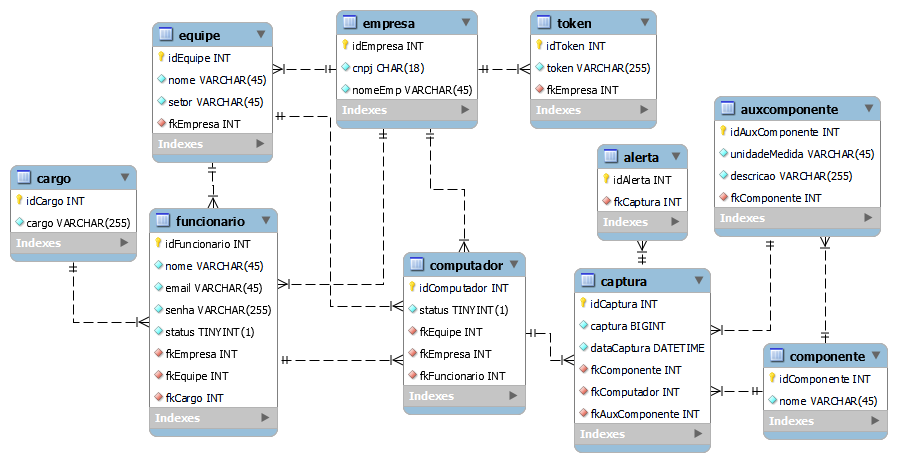 equipe
idEquipe INT
nome VARCHAR(45)
setor VARCHAR(45)
fkEmpresa INT
Indexes
empresa
idEmpresa INT
cnpj CHAR(18)
nomeEmp VARCHAR(45)
Indexes
token
idToken INT
token VARCHAR(255)
fkEmpresa INT
Indexes
cargo
idCargo INT
cargo VARCHAR(255)
Indexes
funcionario
idFuncionario INT
nome VARCHAR(45)
email VARCHAR(45)
senha VARCHAR(255)
status TINYINT(1)
fkEmpresa INT
fkEquipe INT
fkCargo INT
Indexes
computador
idComputador INT
status TINYINT(1)
fkEquipe INT
fkEmpresa INT
fkFuncionario INT
Indexes
alerta
idAlerta INT
fkCaptura INT
Indexes
auxcomponente
idAuxComponente INT
unidadeMedida VARCHAR(45)
descricao VARCHAR(255)
fkComponente INT
Indexes
captura
idCaptura INT
captura BIGINT
dataCaptura DATETIME
fkComponente INT
fkComputador INT
fkAuxComponente INT
Indexes
componente
idComponente INT
nome VARCHAR(45)
Indexes